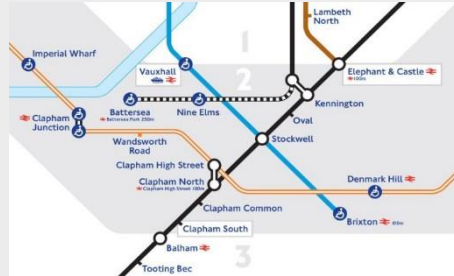 Lambeth
North
Imperial Wharf
1
2
3
Vauxhall
Elephant & Castle
Battersea
Battersea Park 250m
Nine Elms
Kennington
Oval
Clapham
Junction
Stockwell
Wandsworth
Road
Clapham High Street
Clapham North
Clapham High Street 100m
Denmark Hill
Clapham Common
Brixton
Clapham South
Balham
Tooting Bec